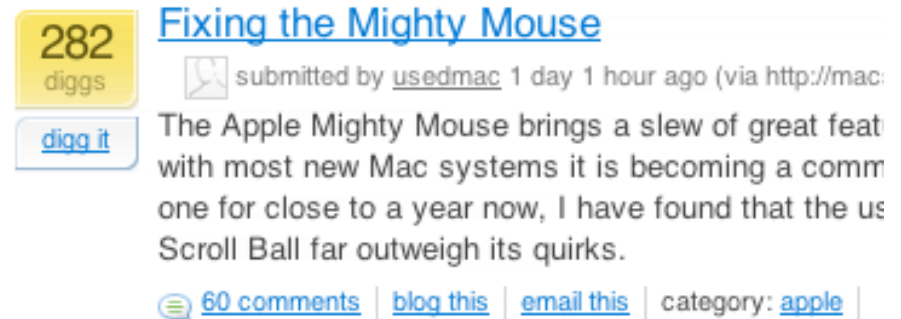 282
diggs
digg it
Fixing the Mighty Mouse
submitted by usedmac 1 day 1 hour ago (via http://mac
The Apple Mighty Mouse brings a slew of great
with most new Mac systems it is becoming a
one for close to a year now, I have found that the
Scroll Ball far outweigh its quirks.
60 comments blog this email this category: apple